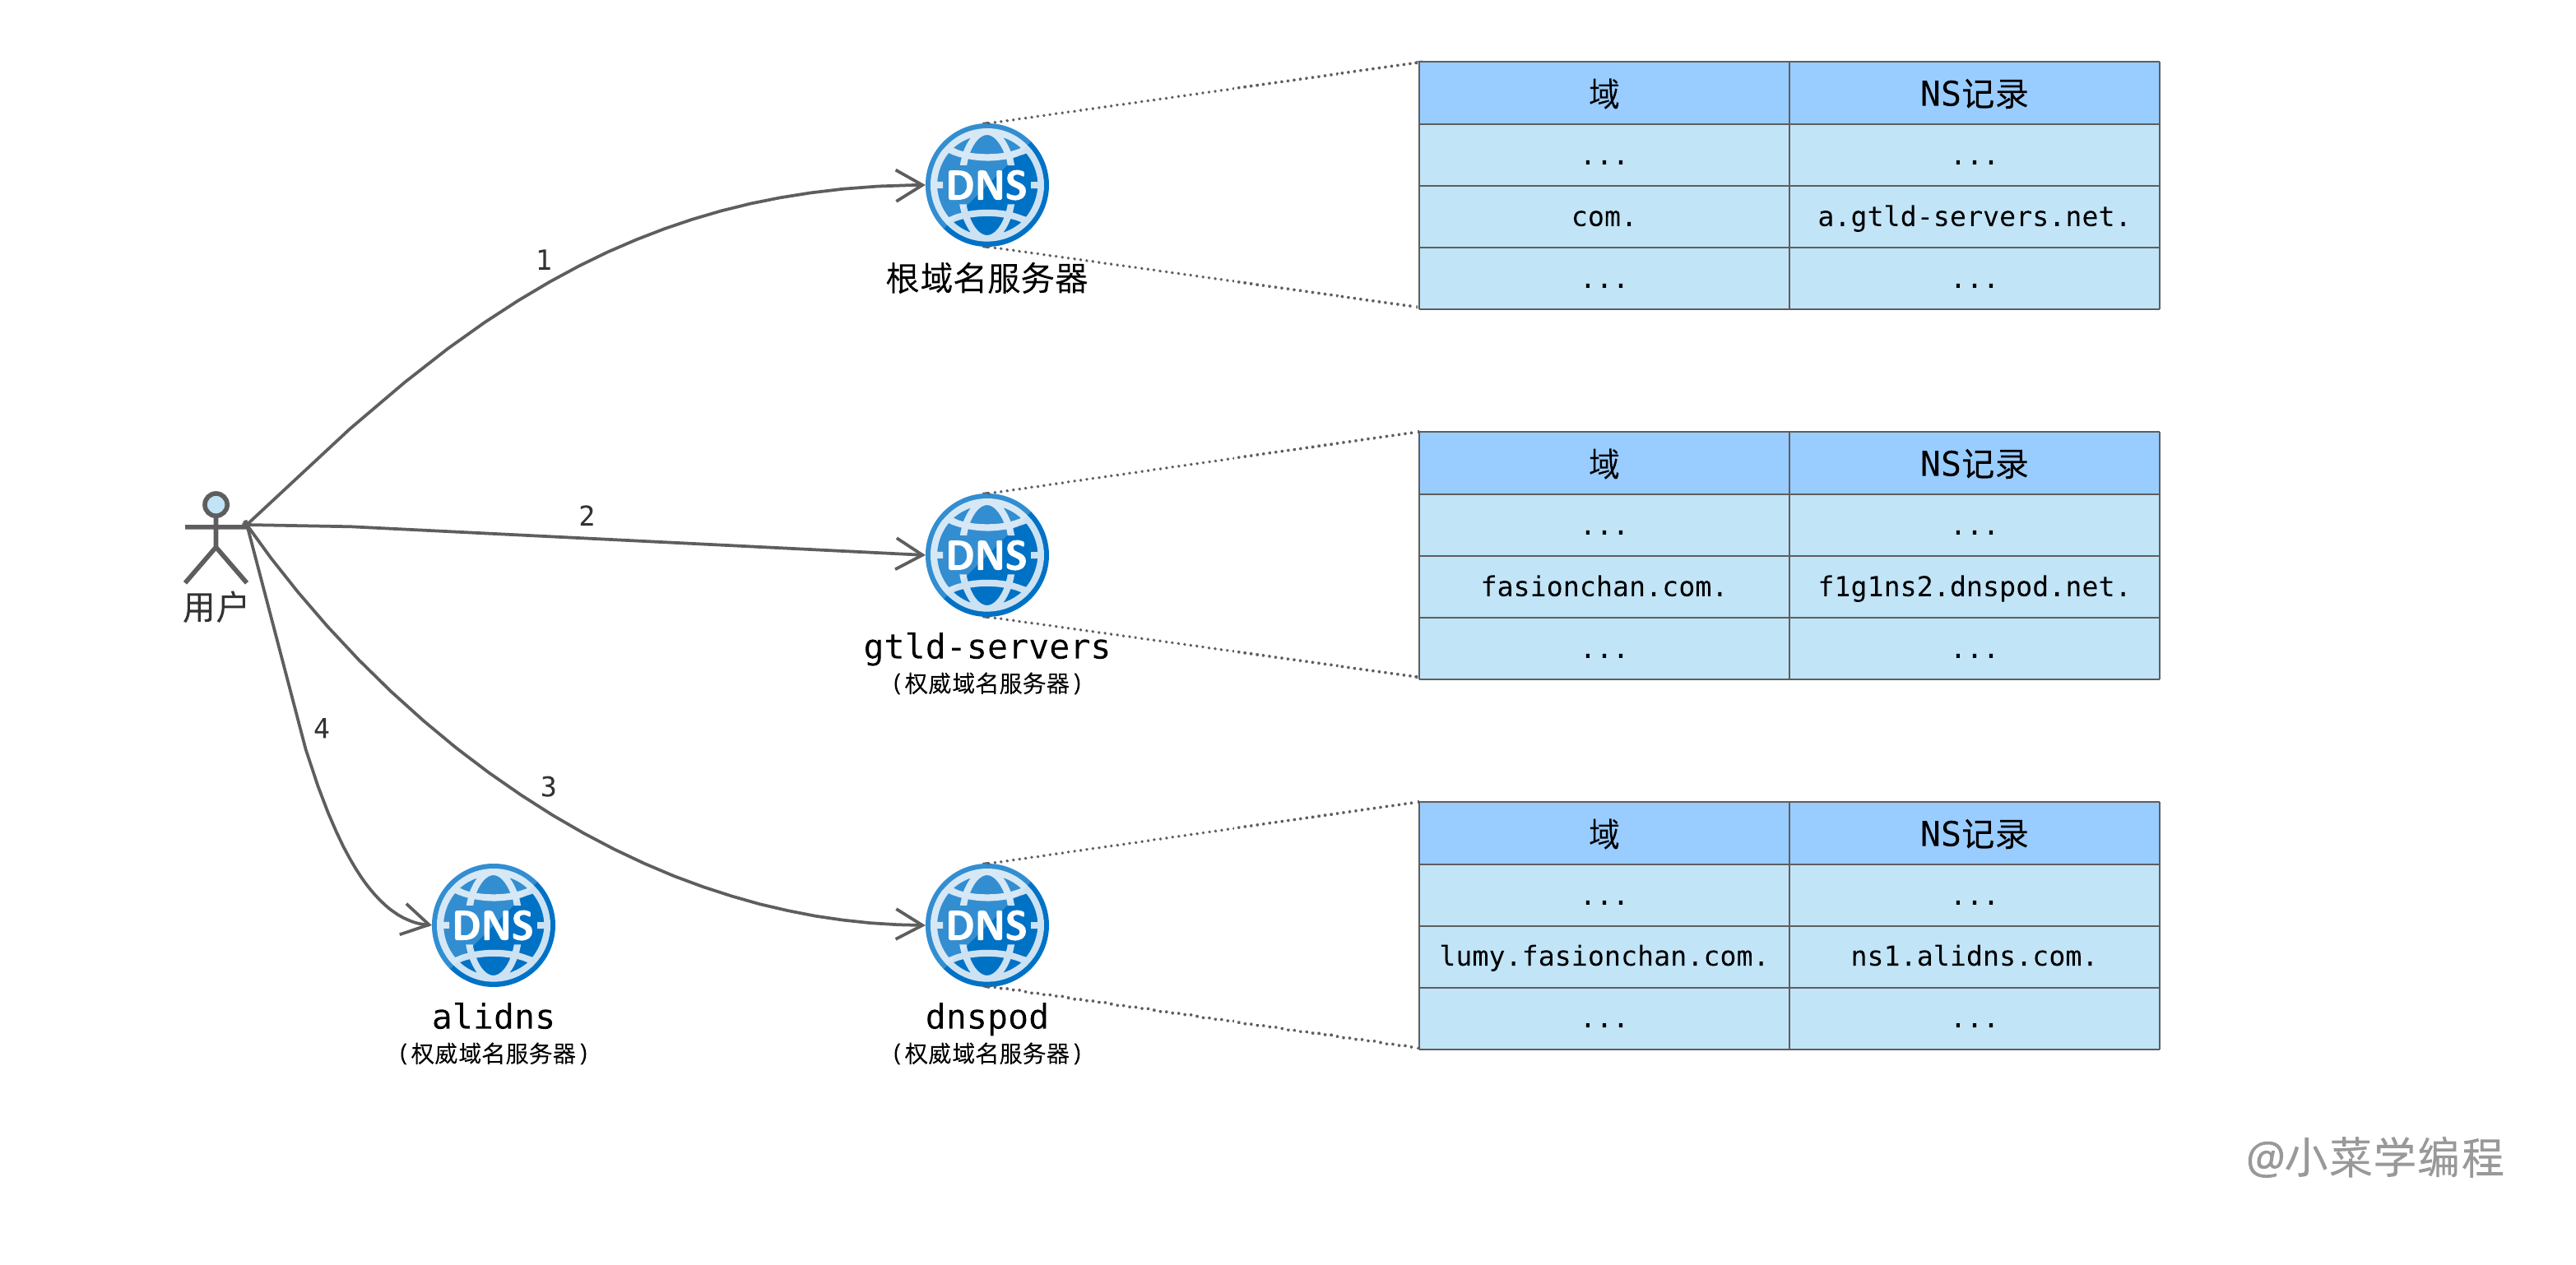 域 NS记录
... ...
DNS
com. a.gtld-servers.net.
1
根域名服务器
... ...
域 NS记录
2
... ...
DNS
fasionchan.com. f1g1ns2.dnspod.net.
用户
gtld-servers
... ...
(权威域名服务器)
4
3
域 NS记录
... ...
DNS
DNS
lumy.fasionchan.com. ns1.alidns.com.
alidns
dnspod
... ...
(权威域名服务器)
(权威域名服务器)
@小菜学编程